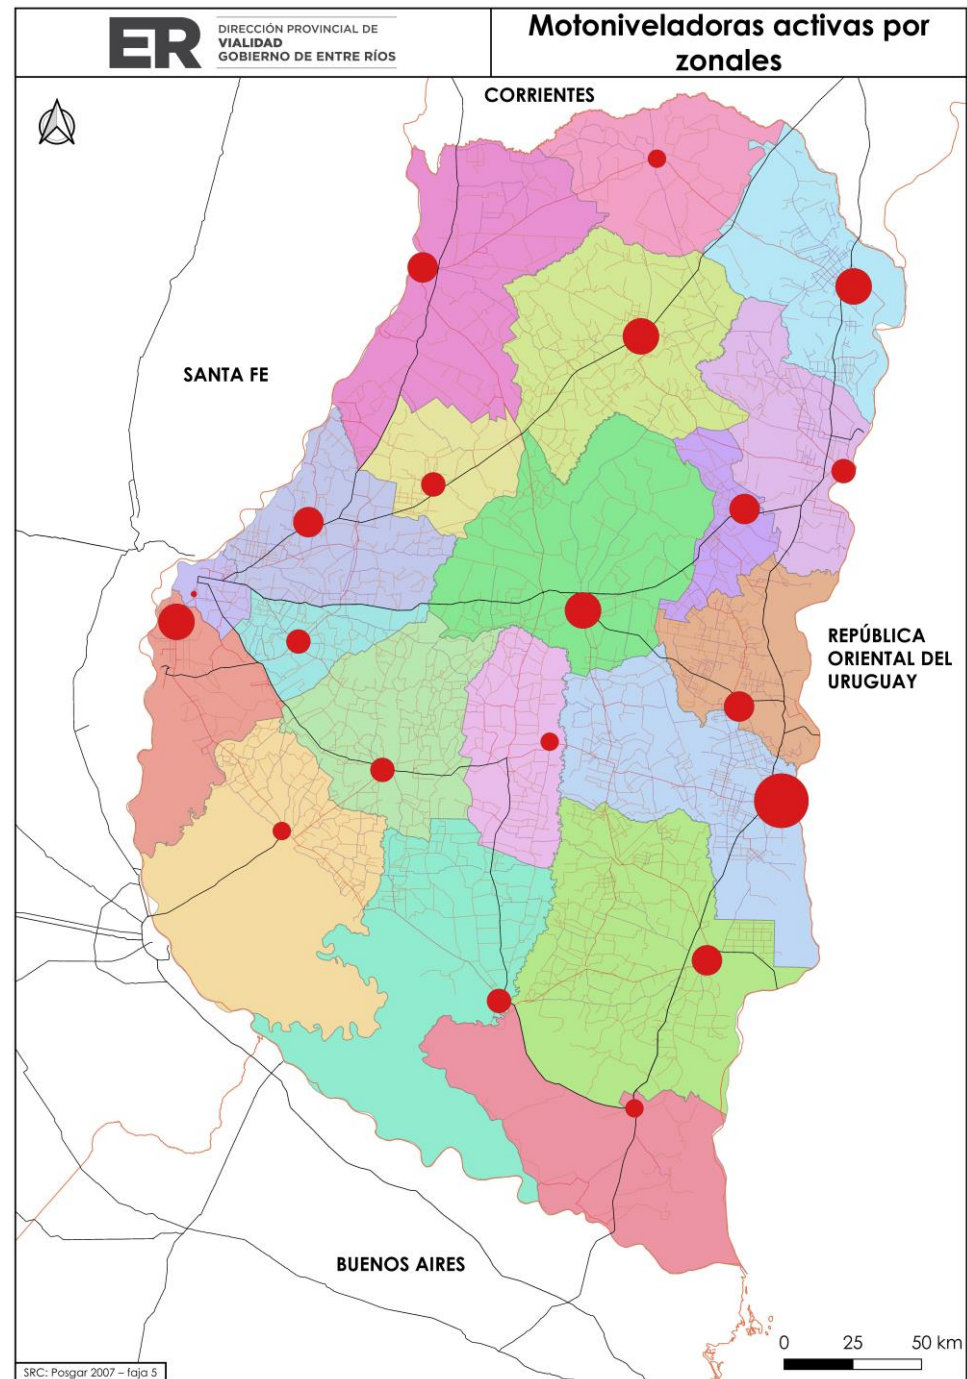 ER
DIRECCIÓN PROVINCIAL DE
VIALIDAD
GOBIERNO DE ENTRE RÍOS
Motoniveladoras activas por
zonales
CORRIENTES
SANTA FE
REPÚBLICA
ORIENTAL DEL
URUGUAY
BUENOS AIRES
0 25 50 km
SRC: Posgar 2007 – faja 5